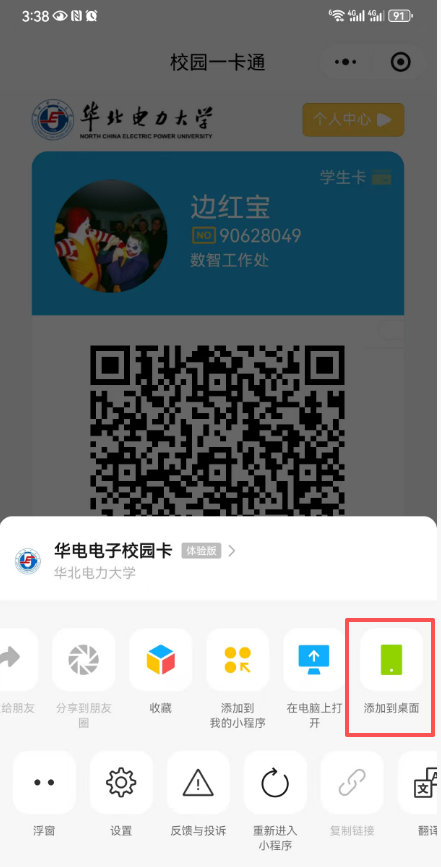 3:38
6 4G 4G 91
校园一卡通
华北电力大学
NORTH CHINA ELECTRIC POWER UNIVERSITY
个人中心
学生卡
边红宝
NO 90628049
数智工作处
华电电子校园卡 体验版
华北电力大学
给朋友
分享到朋友
圈
收藏
添加到
我的小程序
在电脑上打
开
添加到桌面
浮窗
设置
反馈与投诉
重新进入
小程序
复制链接
翻译